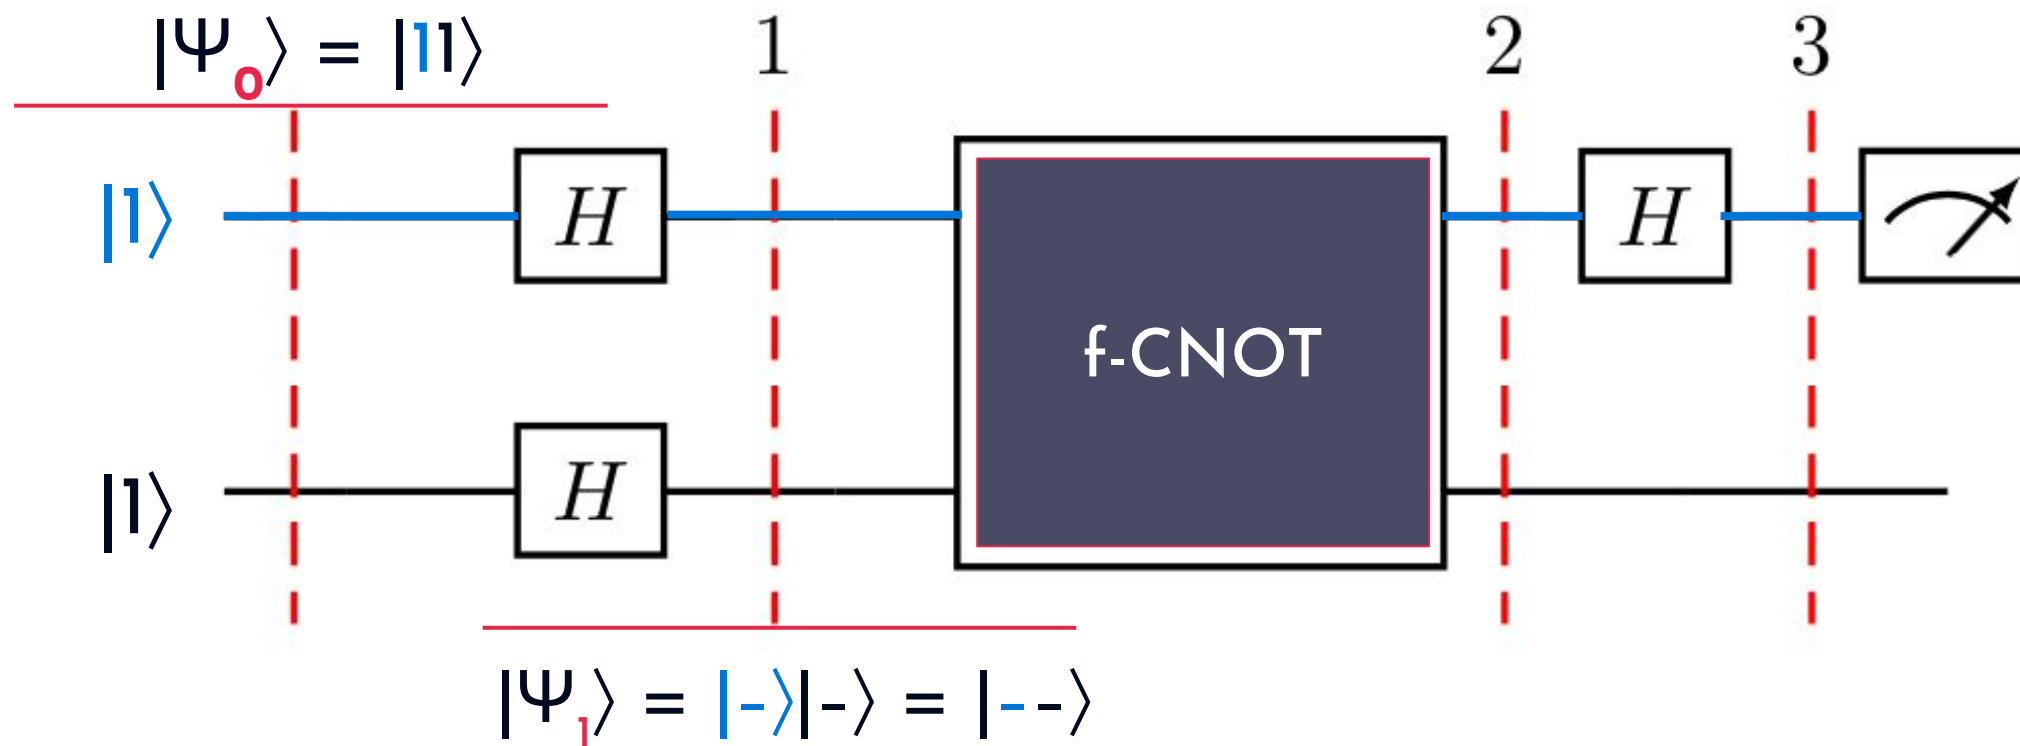 |Ψ₀⟩ = |11⟩
1
2
3
|1⟩
H
H
f-CNOT
|1⟩
H
|Ψ₁⟩ = |-⟩|-⟩ = |--⟩